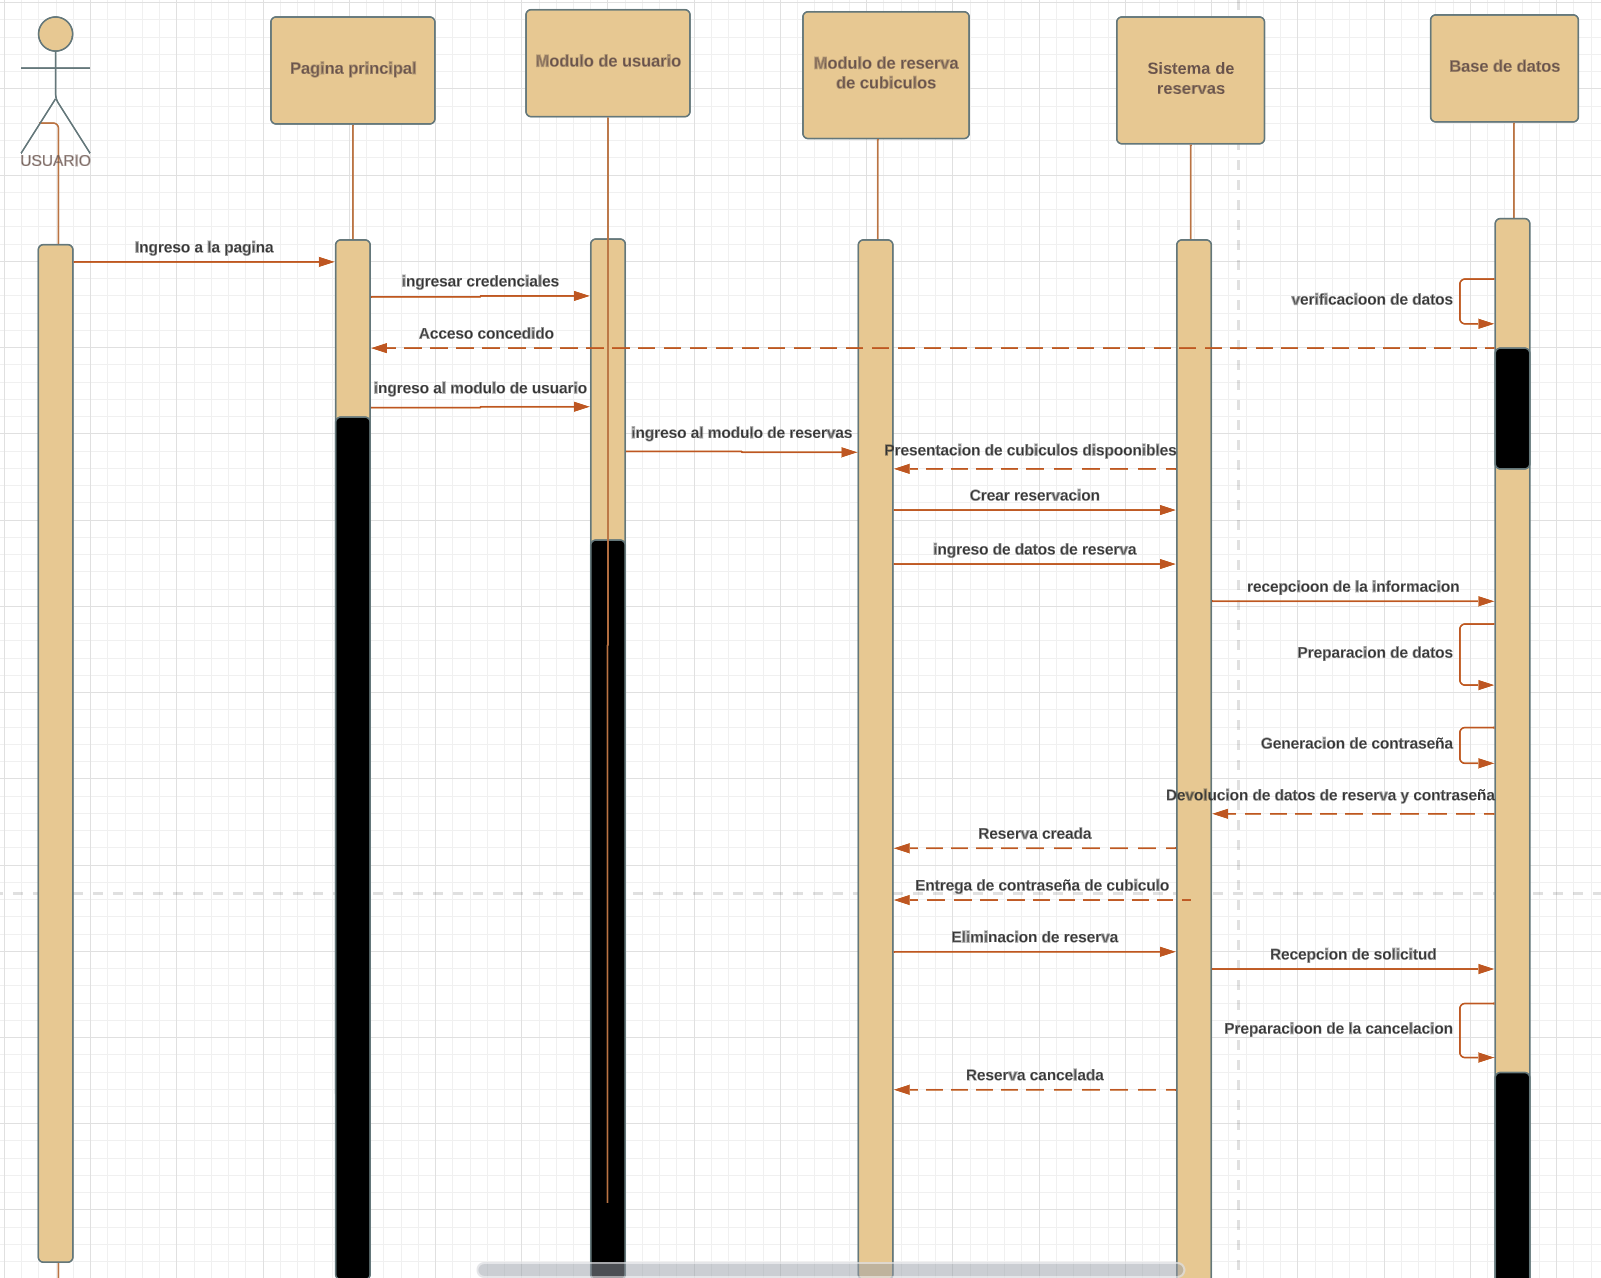 USUARIO
Pagina principal
Modulo de usuario
Modulo de reserva
de cubiculos
Sistema de
reservas
Base de datos
Ingreso a la pagina
ingresar credenciales
verificacioon de datos
Acceso concedido
ingreso al modulo de usuario
ingreso al modulo de reservas
Presentacion de cubiculos dispoonibles
Crear reservacion
ingreso de datos de reserva
recepcioon de la informacion
Preparacion de datos
Generacion de contraseña
Devolucion de datos de reserva y contraseña
Reserva creada
Entrega de contraseña de cubiculo
Eliminacion de reserva
Recepcion de solicitud
Preparacioon de la cancelacion
Reserva cancelada